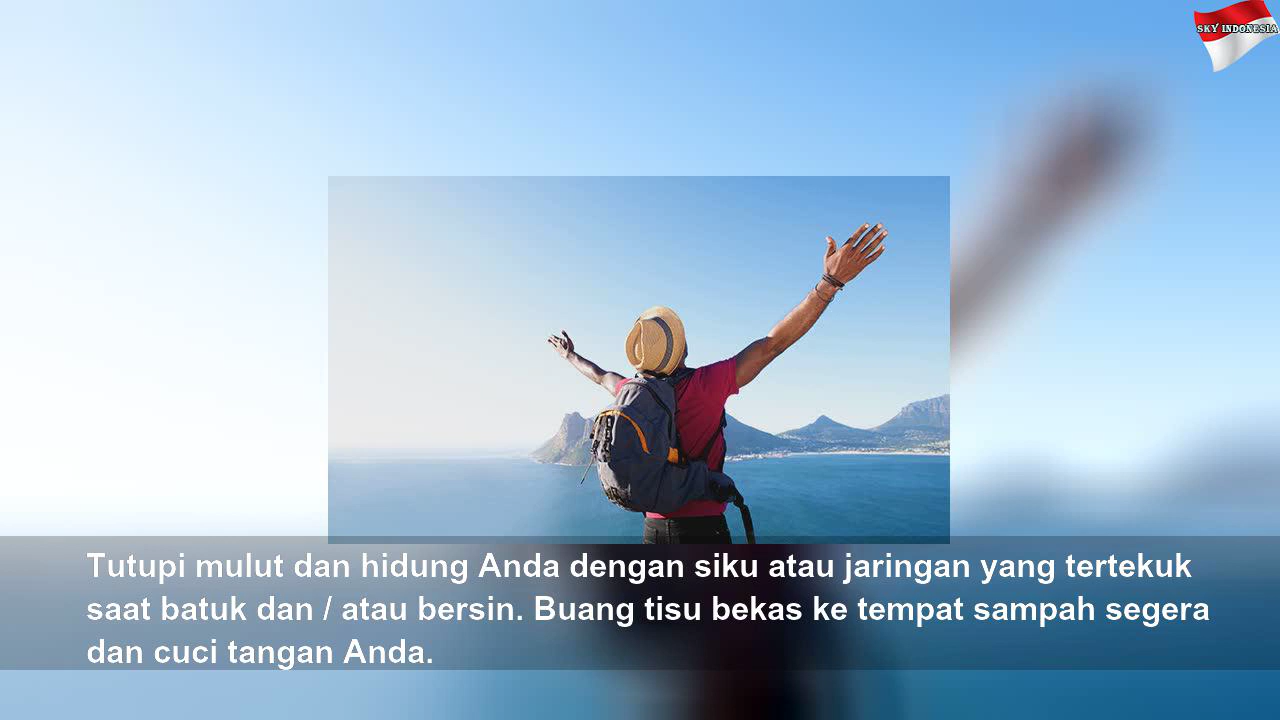 SKY INDONESIA
Tutupi mulut dan hidung Anda dengan siku atau jaringan yang tertekuk
saat batuk dan / atau bersin. Buang tisu bekas ke tempat sampah segera
dan cuci tangan Anda.